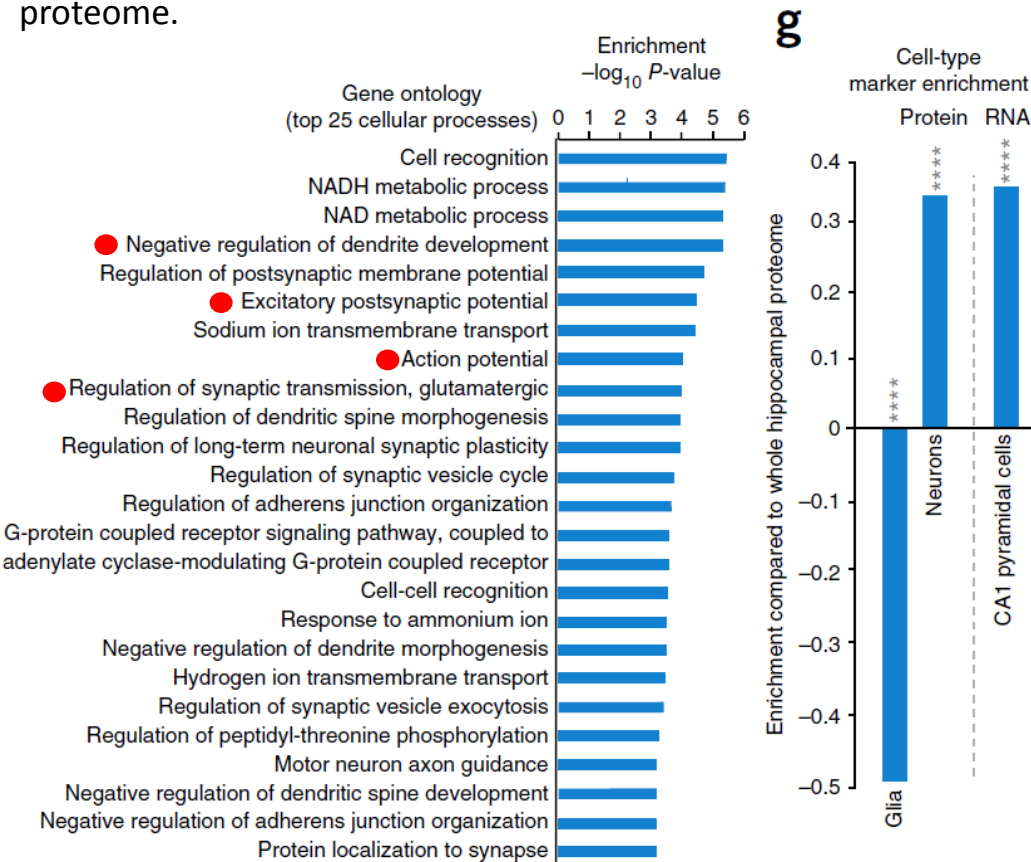 proteome.
Enrichment
–log10 P-value
Gene ontology
(top 25 cellular processes)
0 1 2 3 4 5 6
Cell recognition
NADH metabolic process
NAD metabolic process
Negative regulation of dendrite development
Regulation of postsynaptic membrane potential
Excitatory postsynaptic potential
Sodium ion transmembrane transport
Action potential
Regulation of synaptic transmission, glutamatergic
Regulation of dendritic spine morphogenesis
Regulation of long-term neuronal synaptic plasticity
Regulation of synaptic vesicle cycle
Regulation of adherens junction organization
G-protein coupled receptor signaling pathway, coupled to
adenylate cyclase-modulating G-protein coupled receptor
Cell-cell recognition
Response to ammonium ion
Negative regulation of dendrite morphogenesis
Hydrogen ion transmembrane transport
Regulation of synaptic vesicle exocytosis
Regulation of peptidyl-threonine phosphorylation
Motor neuron axon guidance
Negative regulation of dendritic spine development
Negative regulation of adherens junction organization
Protein localization to synapse
g
Cell-type
marker enrichment
Protein RNA
Enrichment compared to whole hippocampal proteome
0.4
0.3
0.2
0.1
0
–0.1
–0.2
–0.3
–0.4
–0.5
****
Glia
****
Neurons
****
CA1 pyramidal cells